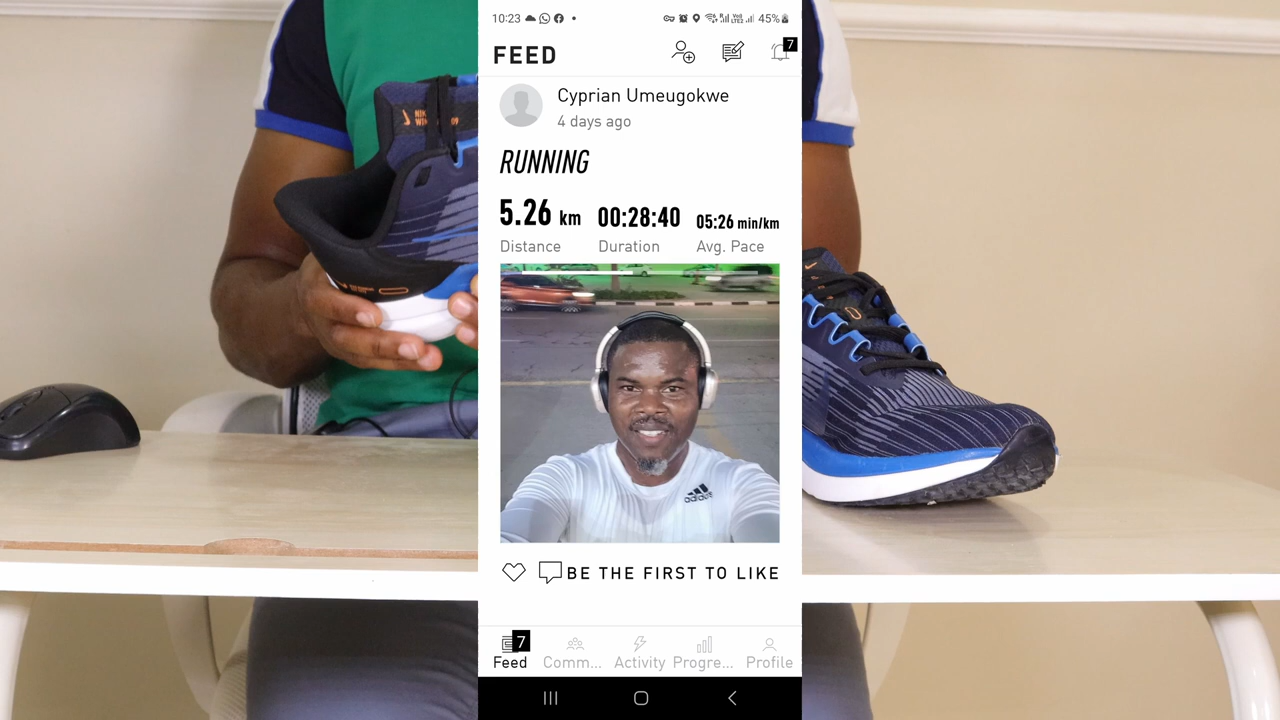 10:23
45%
FEED
7
Cyprian Umeugokwe
4 days ago
RUNNING
5.26 km 00:28:40 05:26 min/km
Distance Duration Avg. Pace
adidas
BE THE FIRST TO LIKE
7
Feed Comm... Activity Progre... Profile